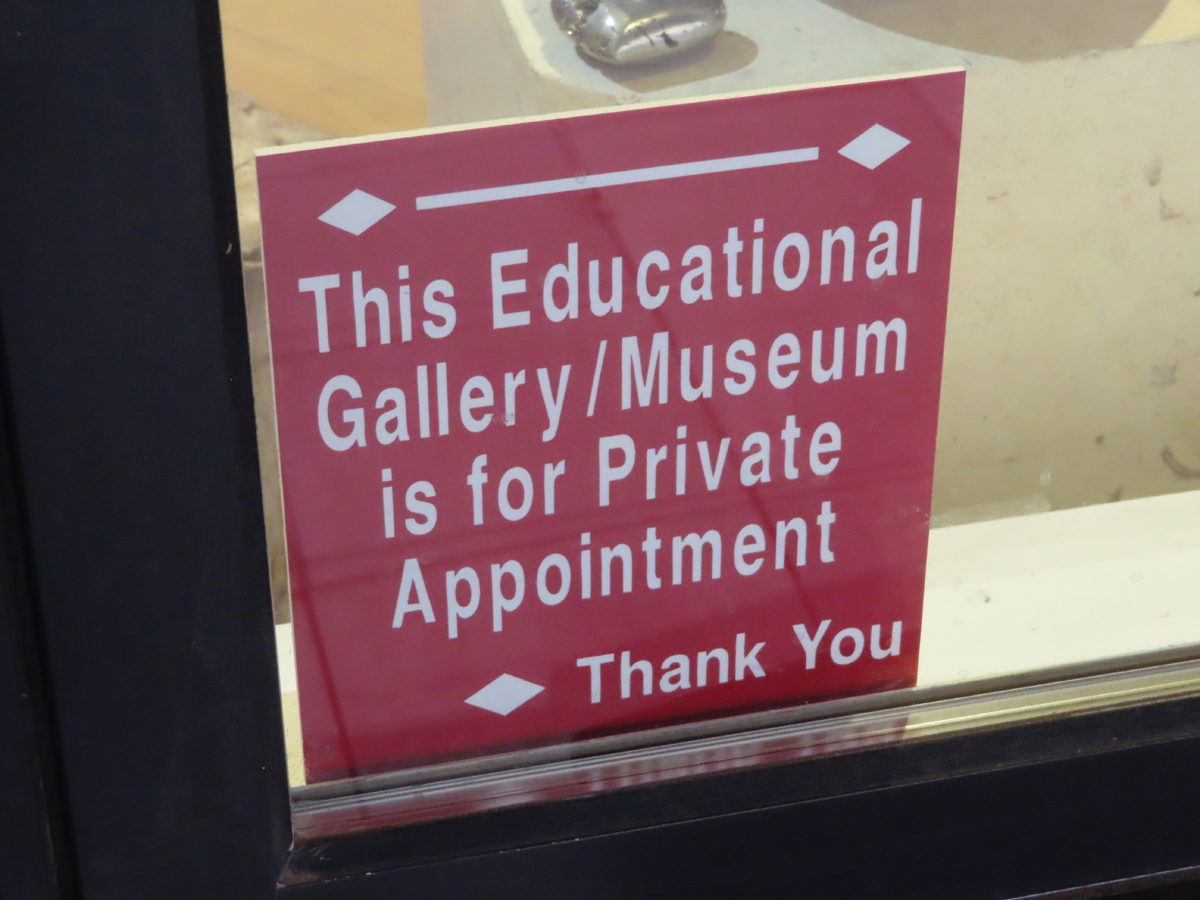 This Educational
Gallery/Museum
is for Private
Appointment
Thank You